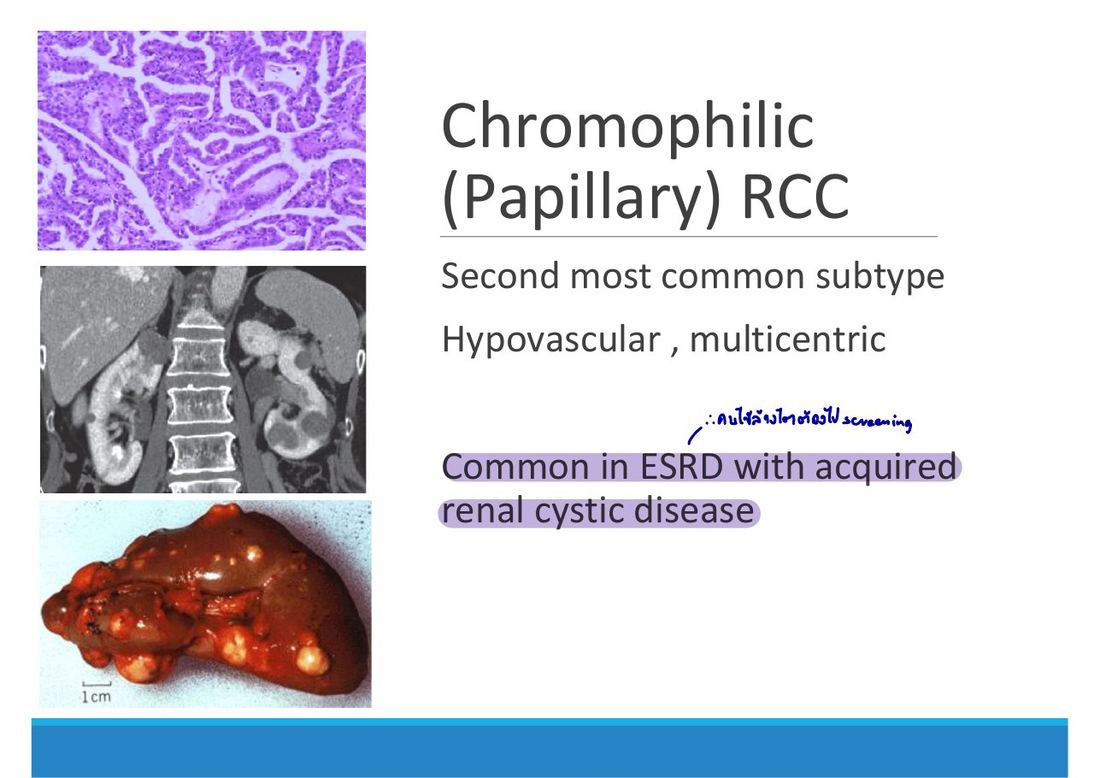 Chromophilic
(Papillary) RCC
Second most common subtype
Hypovascular , multicentric
∴คนไข้ล้างไตต้องไป screening
Common in ESRD with acquired
renal cystic disease
1cm